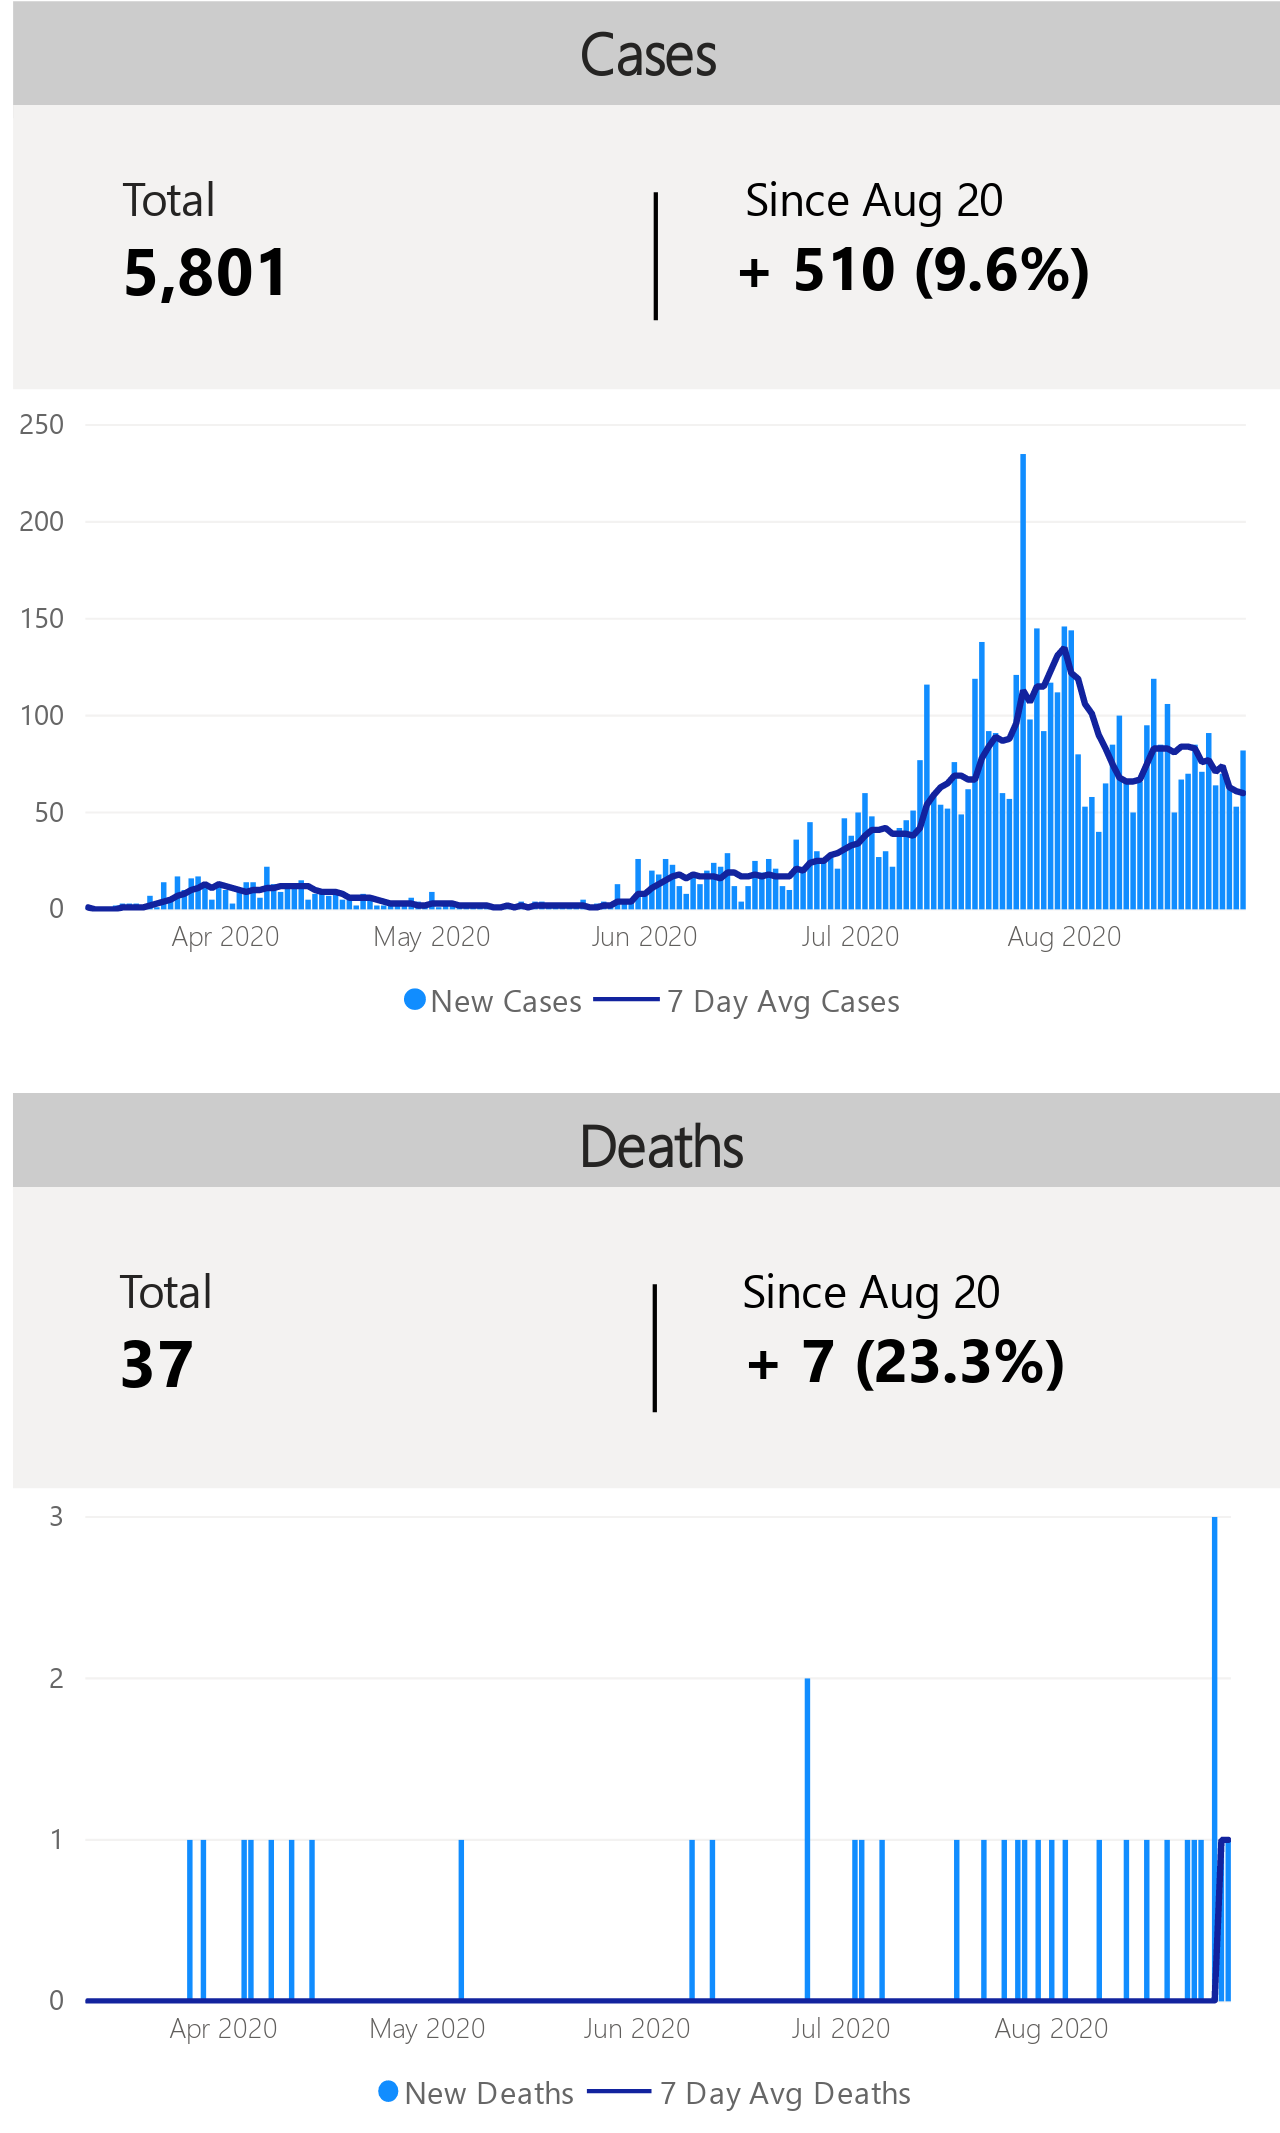 Cases
Total
Since Aug 20
5,801
+ 510 (9.6%)
250
200
150
100
50
0
Apr 2020
May 2020
Jun 2020
Jul 2020
Aug 2020
New Cases
7 Day Avg Cases
Deaths
Total
Since Aug 20
37
+ 7 (23.3%)
3
2
1
0
Apr 2020
May 2020
Jun 2020
Jul 2020
Aug 2020
New Deaths
7 Day Avg Deaths